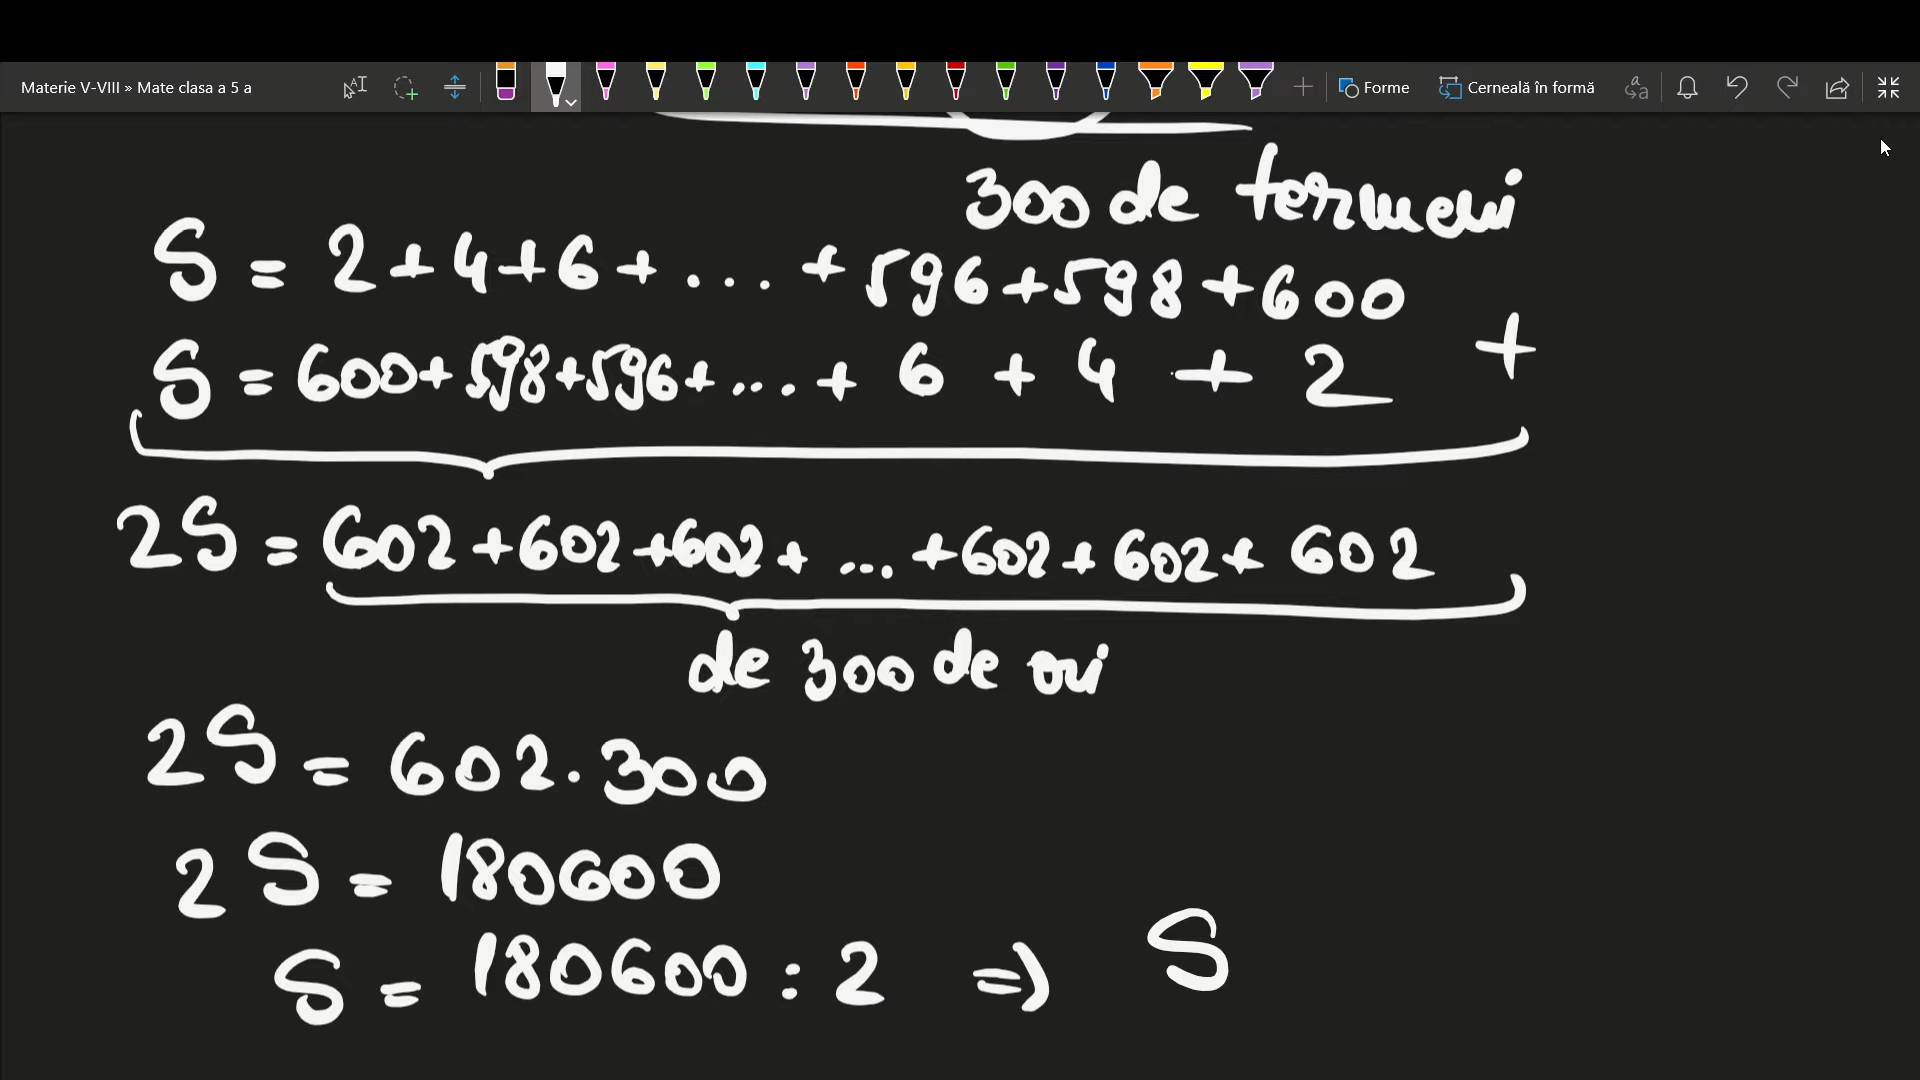 Materie V-VIII » Mate clasa a 5 a
Forme
Cerneală în formă
300 de termeni
S = 2 + 4 + 6 + ... + 596 + 598 + 600
S = 600 + 598 + 596 + ... + 6 + 4 + 2 +
2S = 602 + 602 + 602 + ... + 602 + 602 + 602
de 300 de ori
2S = 602 . 300
2S = 180600
S = 180600 : 2 => S